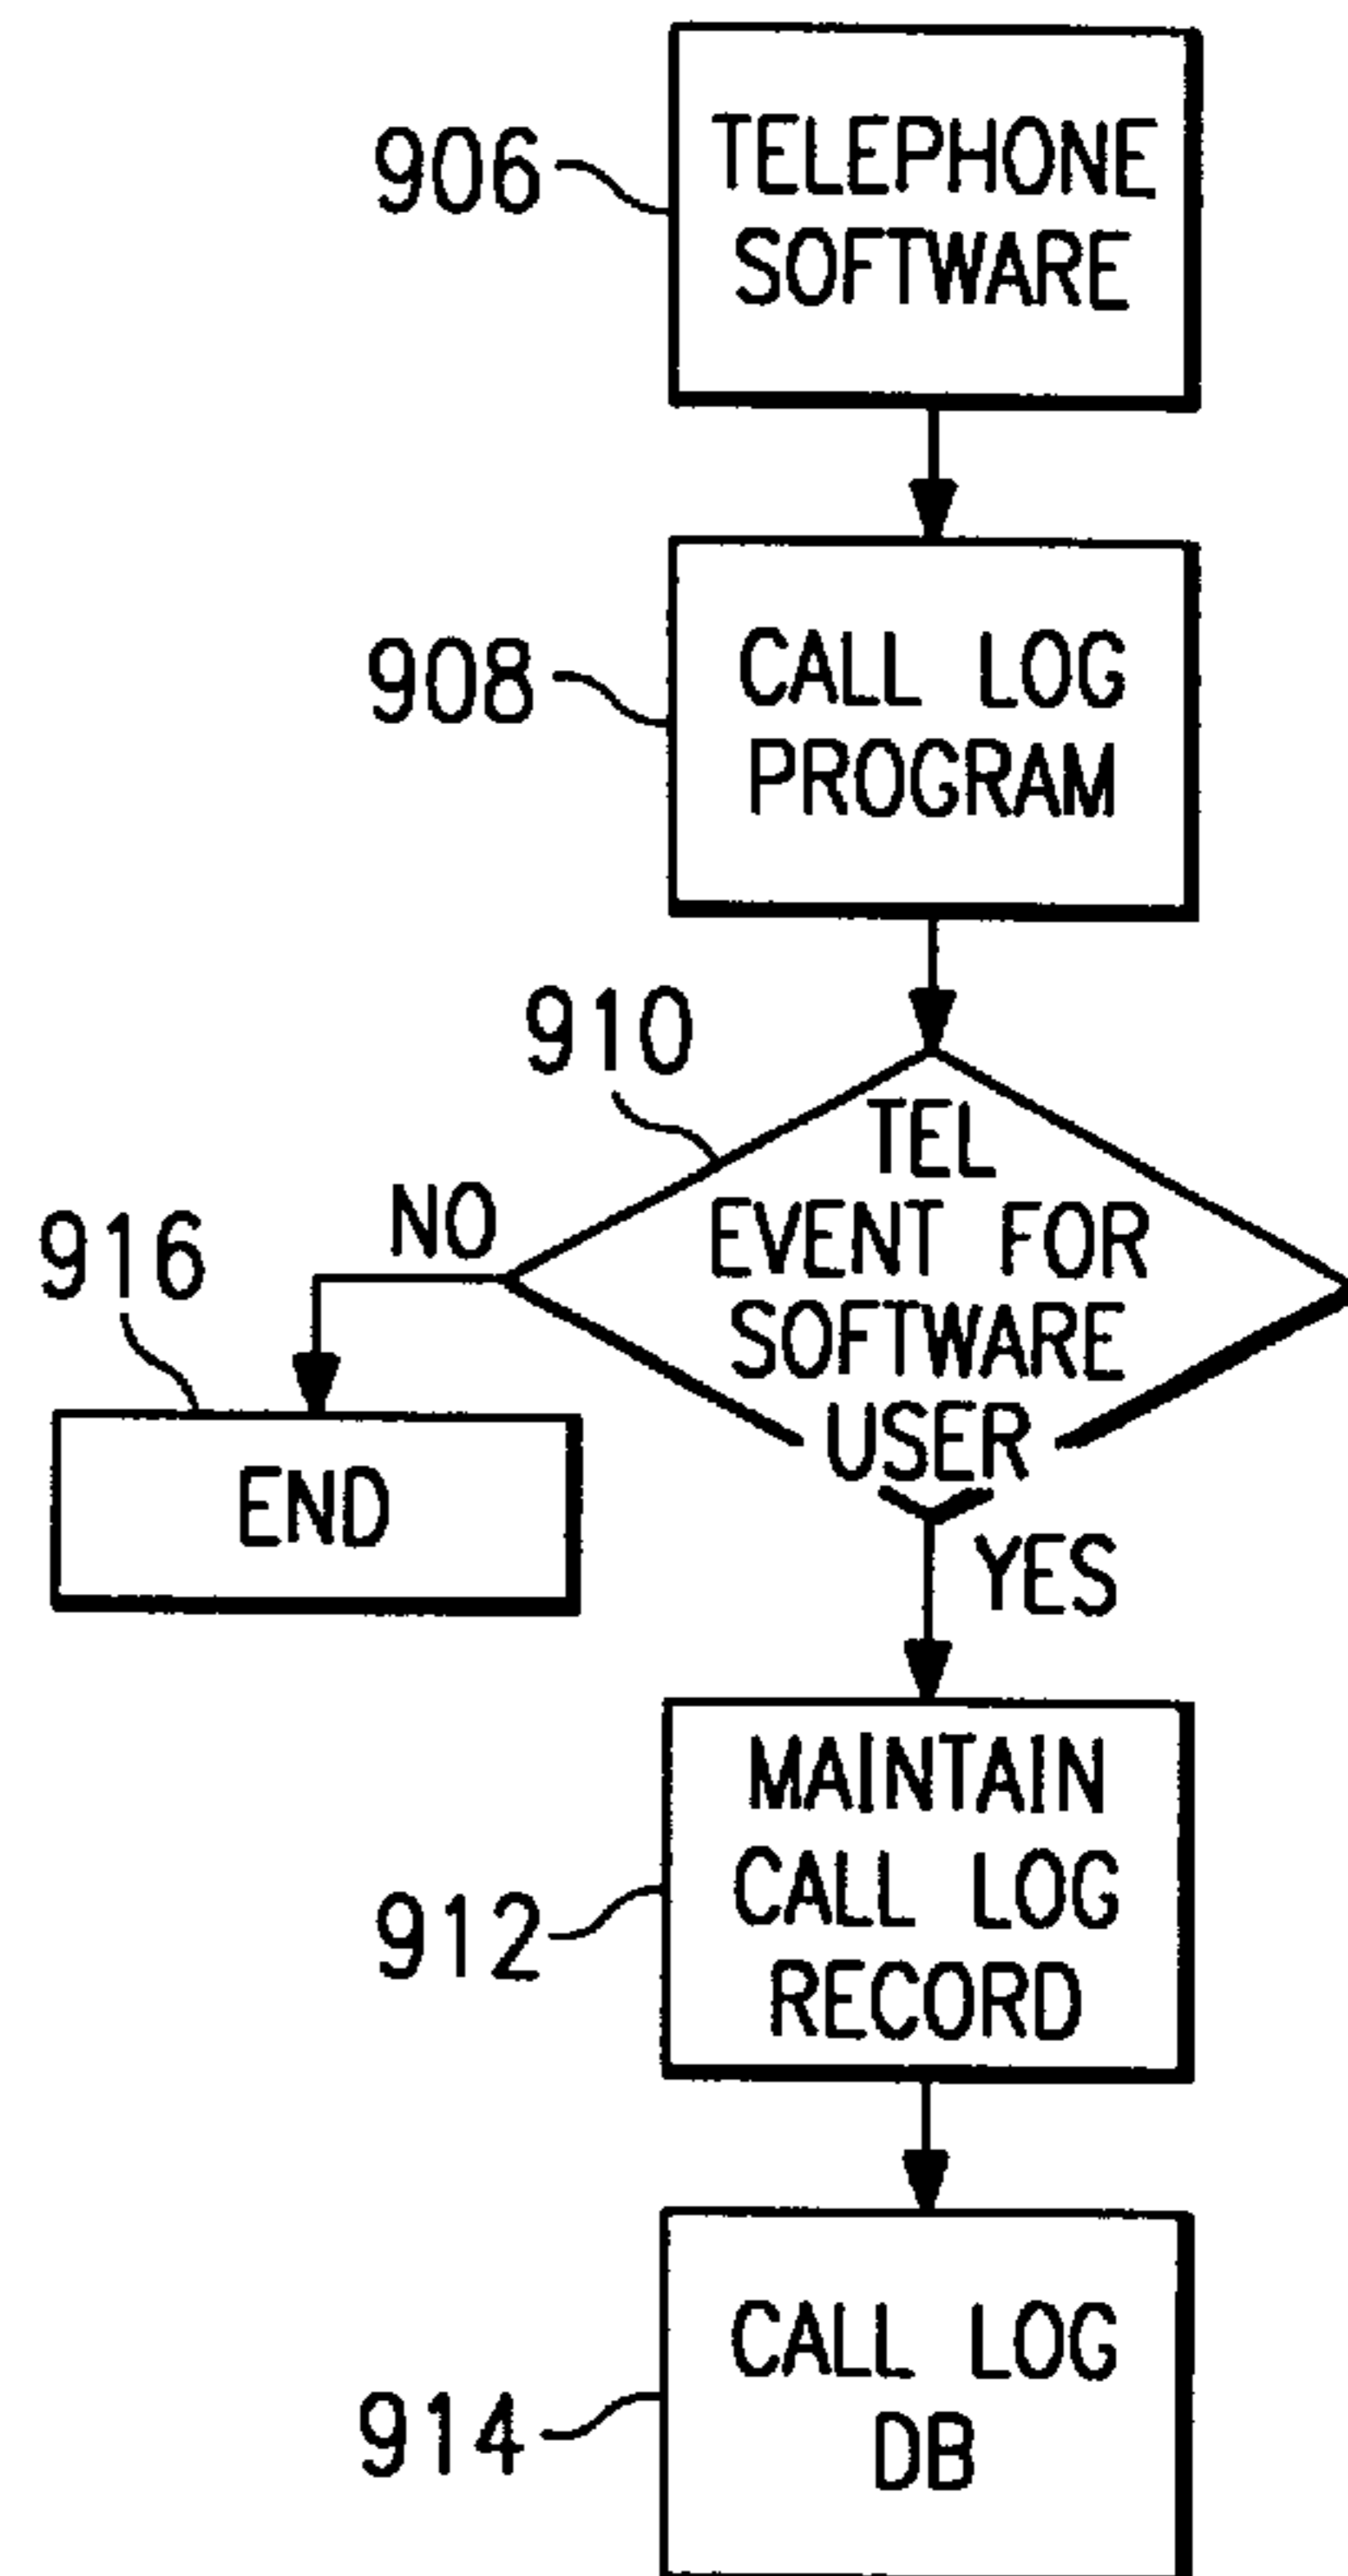 906
TELEPHONE
SOFTWARE
908
CALL LOG
PROGRAM
910
TEL
EVENT FOR
SOFTWARE
USER
NO
916
END
YES
MAINTAIN
CALL LOG
RECORD
912
CALL LOG
DB
914